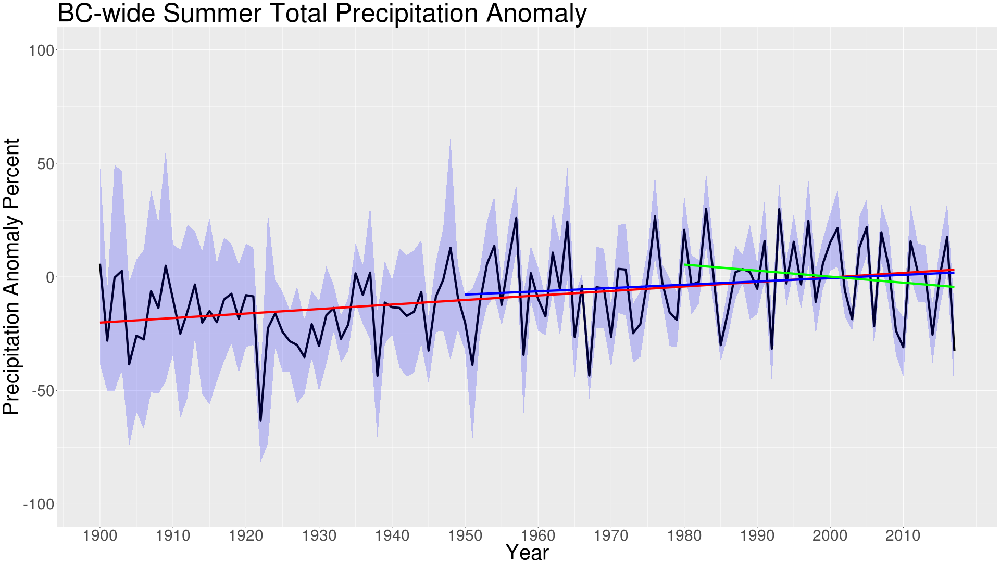 BC-wide Summer Total Precipitation Anomaly
Precipitation Anomaly Percent
100
50
0
-50
-100
1900 1910 1920 1930 1940 1950 1960 1970 1980 1990 2000 2010
Year